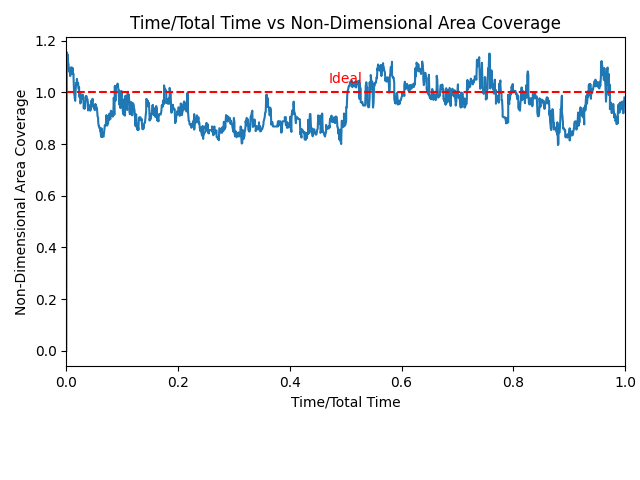 Time/Total Time vs Non-Dimensional Area Coverage
1.2
1.0
0.8
0.6
0.4
0.2
0.0
Non-Dimensional Area Coverage
Ideal
0.0 0.2 0.4 0.6 0.8 1.0
Time/Total Time